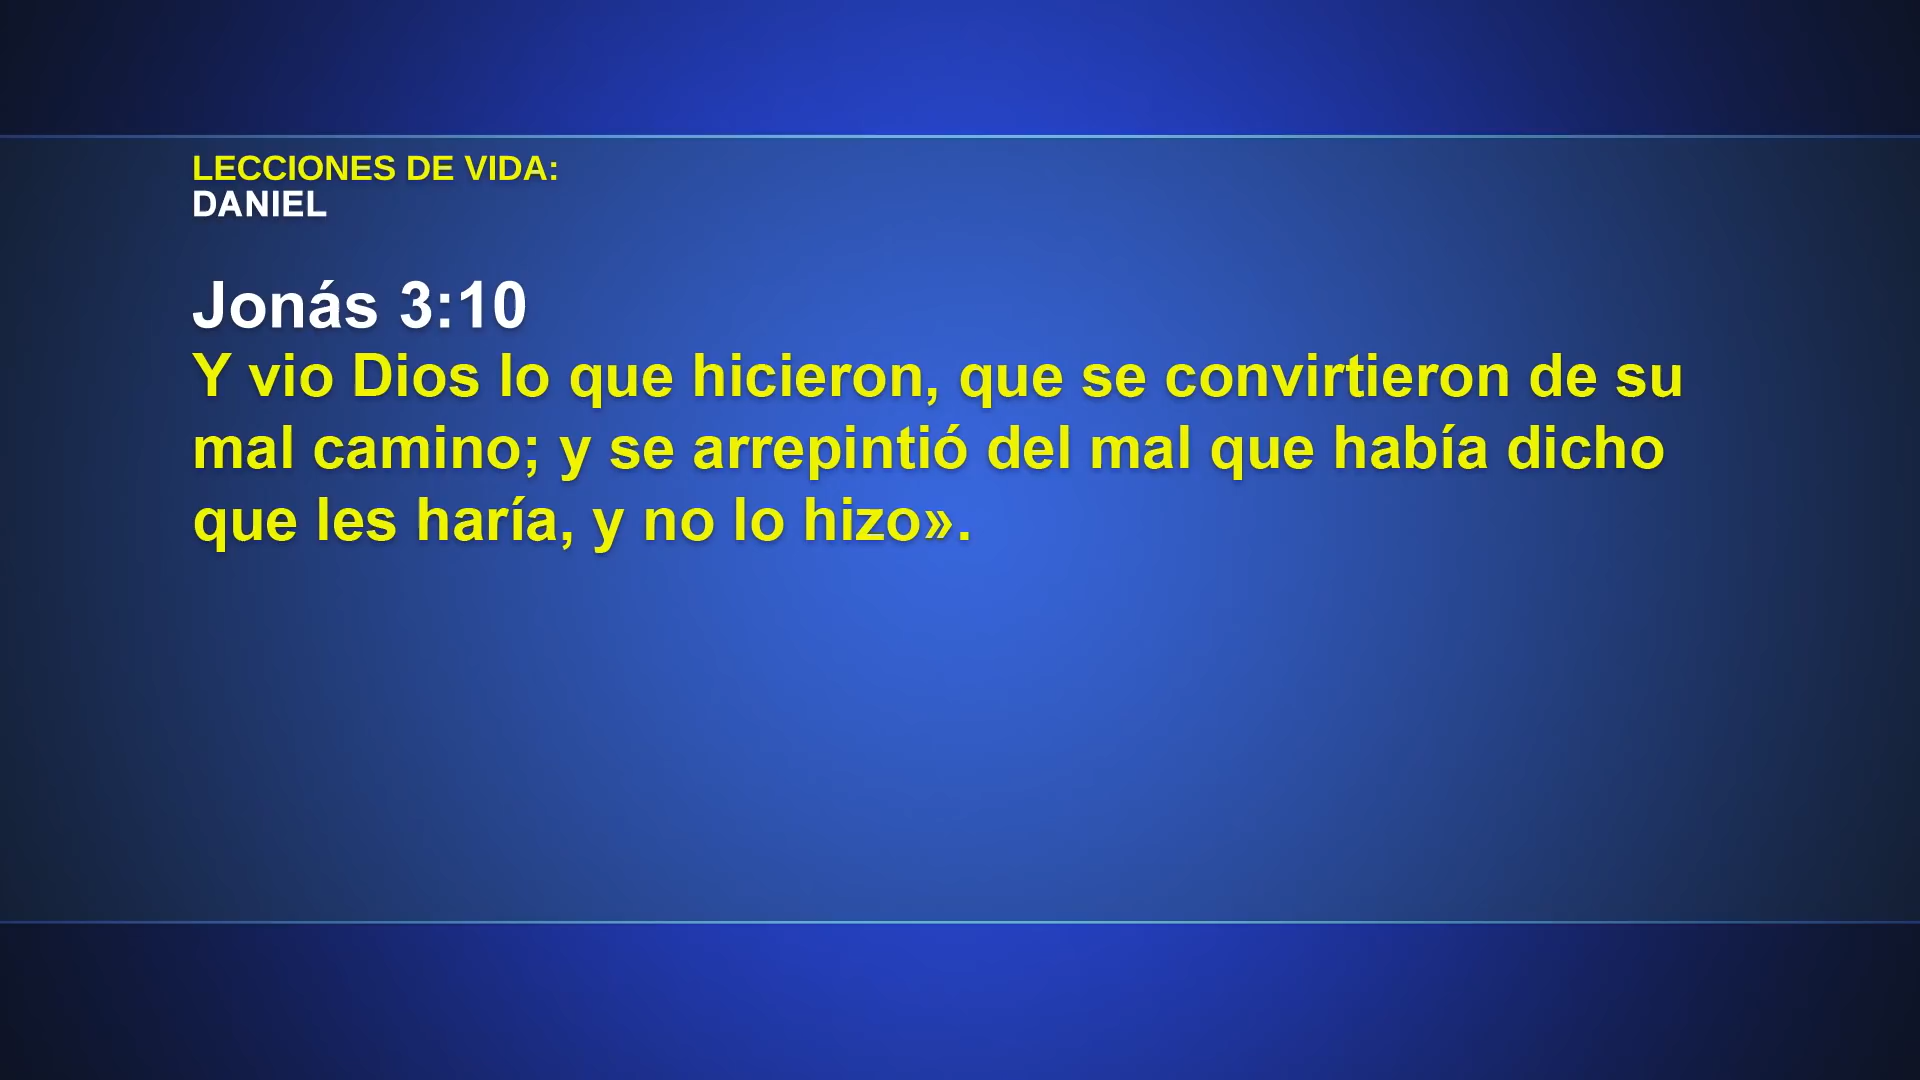 LECCIONES DE VIDA:
DANIEL
Jonás 3:10
Y vio Dios lo que hicieron, que se convirtieron de su
mal camino; y se arrepintió del mal que había dicho
que les haría, y no lo hizo».